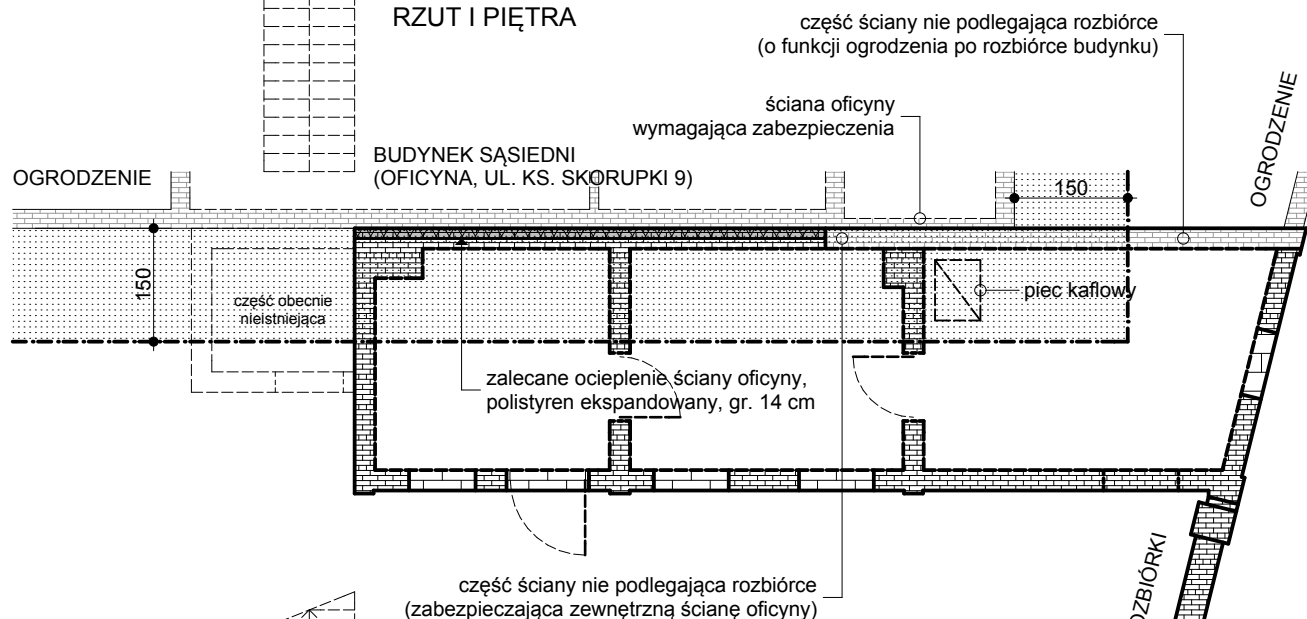 RZUT I PIĘTRA
część ściany nie podlegająca rozbiórce
(o funkcji ogrodzenia po rozbiórce budynku)
ściana oficyny
wymagająca zabezpieczenia
OGRODZENIE
BUDYNEK SĄSIEDNI
(OFICYNA, UL. KS. SKORUPKI 9)
OGRODZENIE
150
150
część obecnie
nieistniejąca
piec kaflowy
zalecane ocieplenie ściany oficyny,
polistyren ekspandowany, gr. 14 cm
część ściany nie podlegająca rozbiórce
(zabezpieczająca zewnętrzną ścianę oficyny)